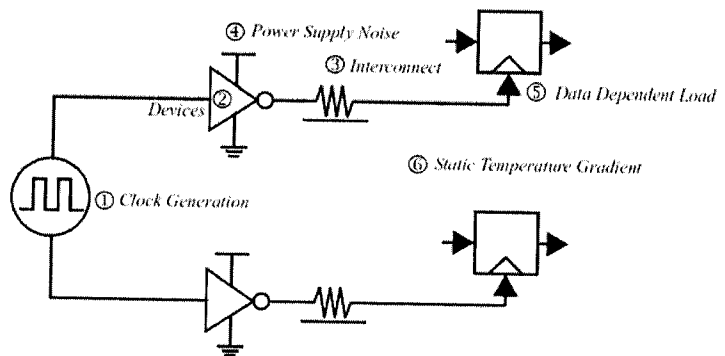 ④ Power Supply Noise
③ Interconnect
② Devices
⑤ Data Dependent Load
⑥ Static Temperature Gradient
① Clock Generation